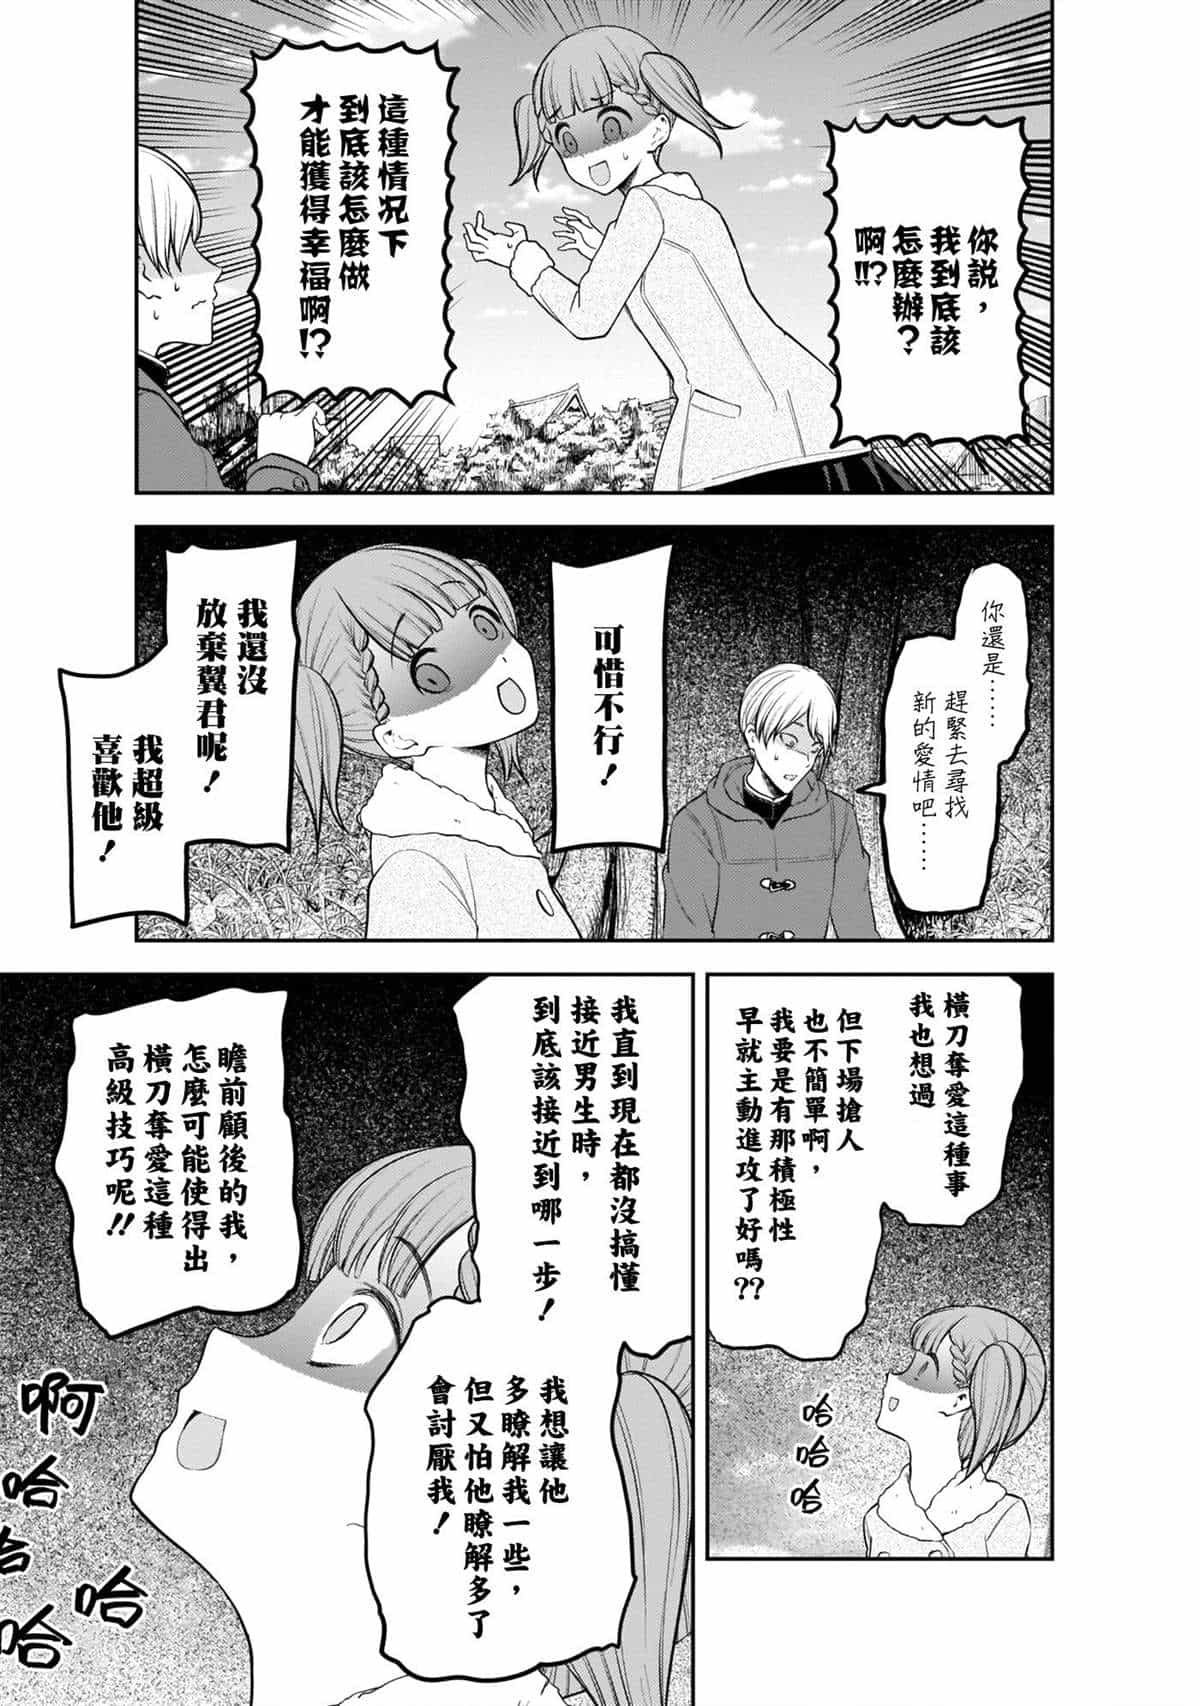 你說，
我到底該
怎麼辦？
啊!!?
這種情况下
到底該怎麼做
才能獲得幸福啊!?
你還是……
趕緊去尋找
新的愛情吧……
可惜不行！
我還沒
放棄翼君呢！
我超級
喜歡他！
橫刀奪愛這種事
我也想過
但下場搶人
也不簡單啊，
我要是有那積極性
早就主動進攻了好嗎??
哈
哈
哈
我直到現在都沒搞懂
接近男生時，
到底該接近到哪一步！
我想讓他
多瞭解我一些，
但又怕他瞭解多了
會討厭我！
瞻前顧後的我，
怎麼可能使得出
橫刀奪愛這種
高級技巧呢!!
啊
哈
哈
哈
哈
哈